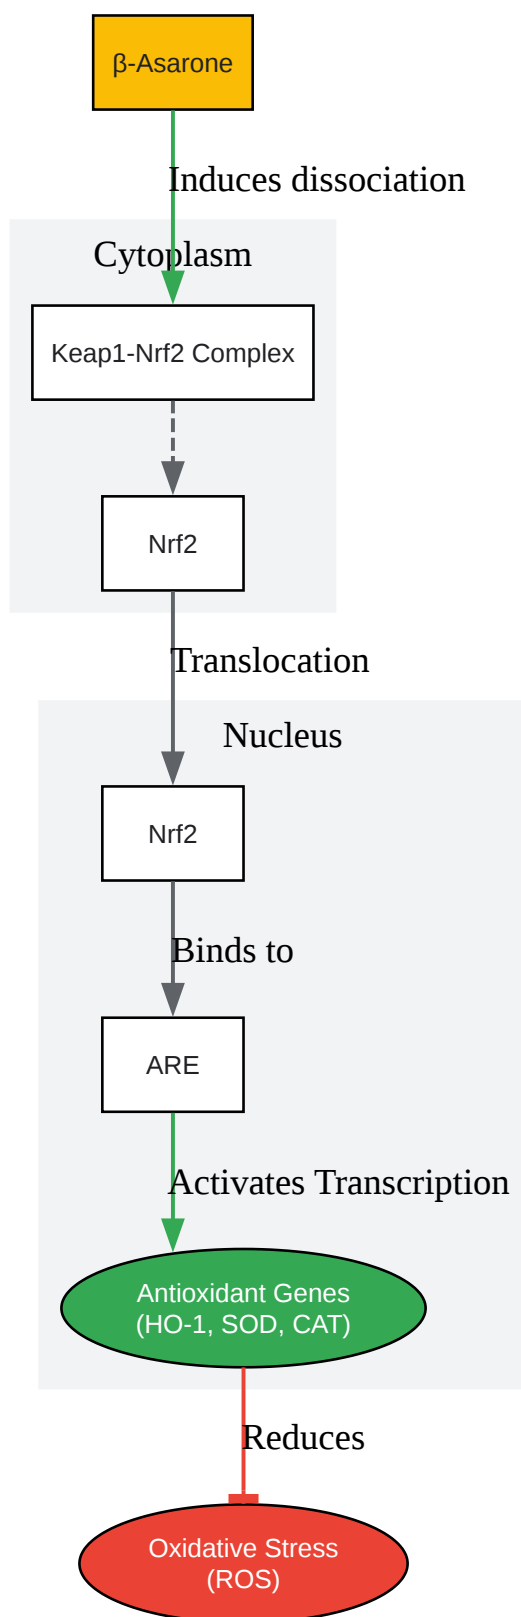 β-Asarone
Induces dissociation
Cytoplasm
Keap1-Nrf2 Complex
Nrf2
Translocation
Nucleus
Nrf2
Binds to
ARE
Activates Transcription
Antioxidant Genes
(HO-1, SOD, CAT)
Reduces
Oxidative Stress
(ROS)